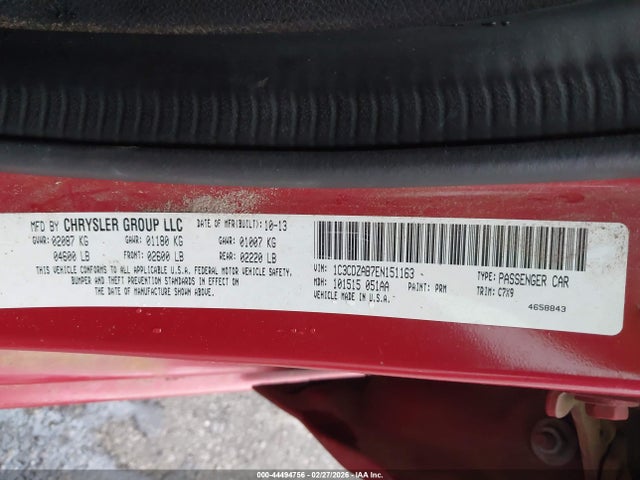 MFD BY CHRYSLER GROUP LLC DATE OF MFR(BUILT): 10-13
GVWR: 02087 KG GAWR: 01180 KG GAWR: 01007 KG
04600 LB FRONT: 02600 LB REAR: 02220 LB
THIS VEHICLE CONFORMS TO ALL APPLICABLE U.S.A. FEDERAL MOTOR VEHICLE SAFETY,
BUMPER AND THEFT PREVENTION STANDARDS IN EFFECT ON
THE DATE OF MANUFACTURE SHOWN ABOVE.
VIN: 1C3CDZAB7EN151163 TYPE: PASSENGER CAR
MDH: 101515 051AA PAINT: PRM TRIM: C7X9
VEHICLE MADE IN U.S.A. 4658843
00-44494756 | 02/27/2026 | Copyright IAA, Inc.